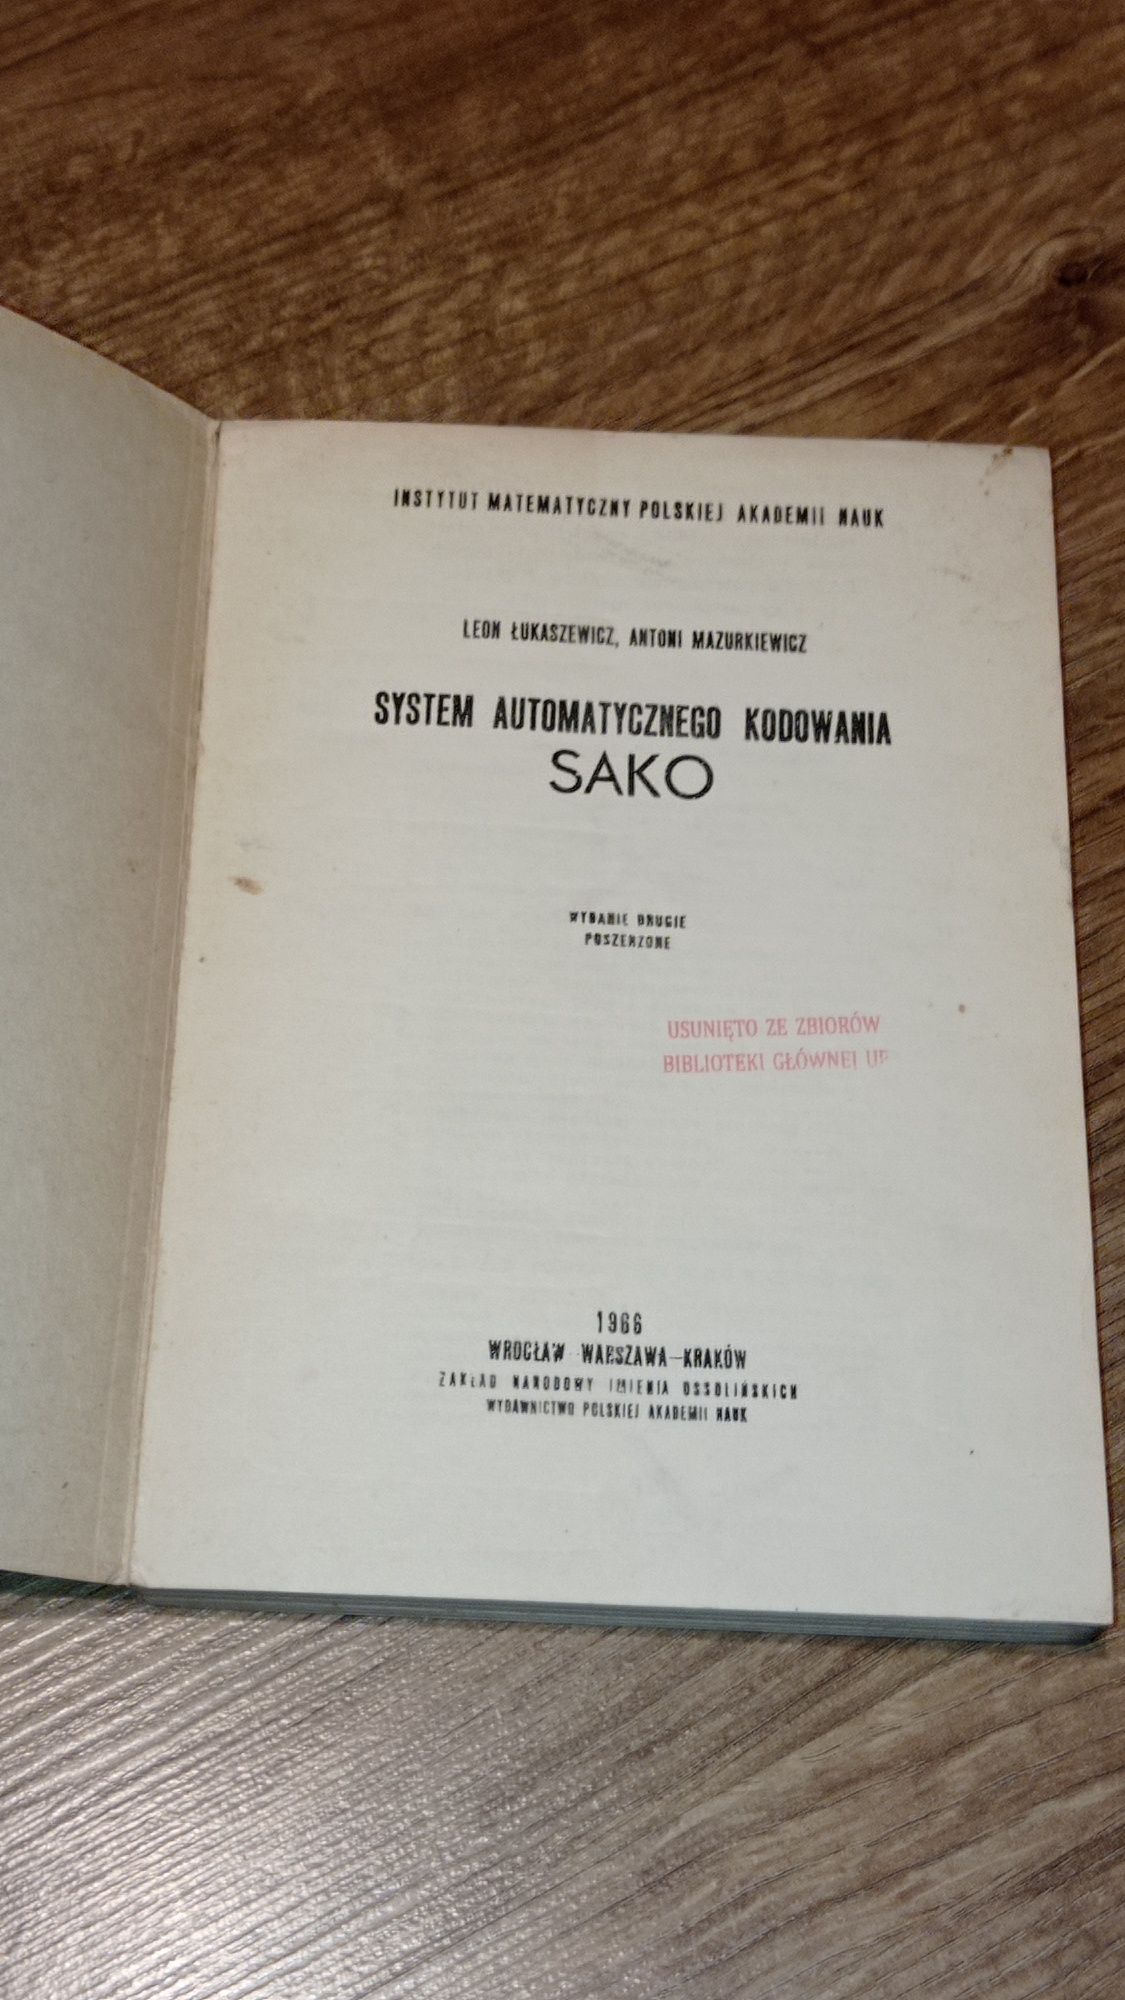 INSTYTUT MATEMATYCZNY POLSKIEJ AKADEMII NAUK
LEON ŁUKASZEWICZ, ANTONI MAZURKIEWICZ
SYSTEM AUTOMATYCZNEGO KODOWANIA
SAKO
WYDANIE DRUGIE
POSZERZONE
USUNIĘTO ZE ZBIORÓW
BIBLIOTEKI GŁÓWNEJ
1966
WROCŁAW–WARSZAWA–KRAKÓW
ZAKŁAD NARODOWY IMIENIA OSSOLIŃSKICH
WYDAWNICTWO POLSKIEJ AKADEMII NAUK